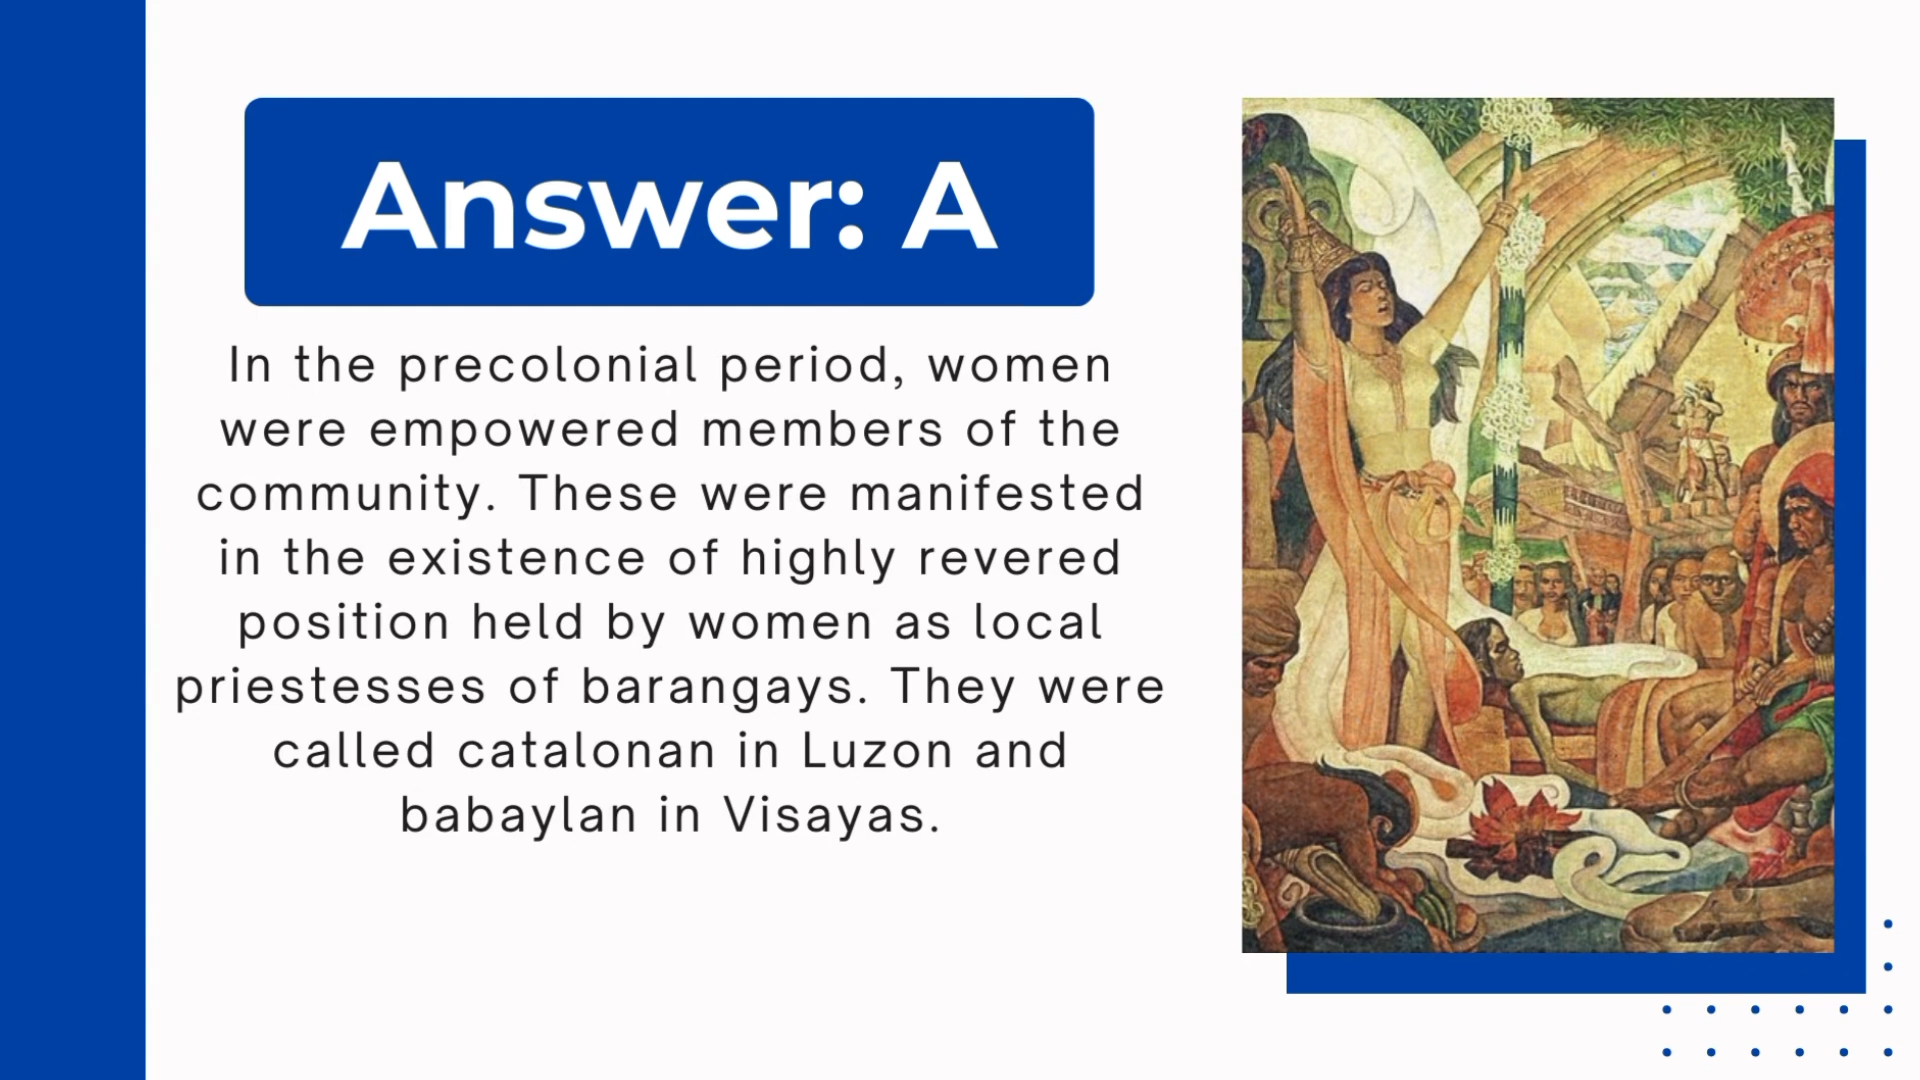 Answer: A
In the precolonial period, women
were empowered members of the
community. These were manifested
in the existence of highly revered
position held by women as local
priestesses of barangays. They were
called catalonan in Luzon and
babaylan in Visayas.